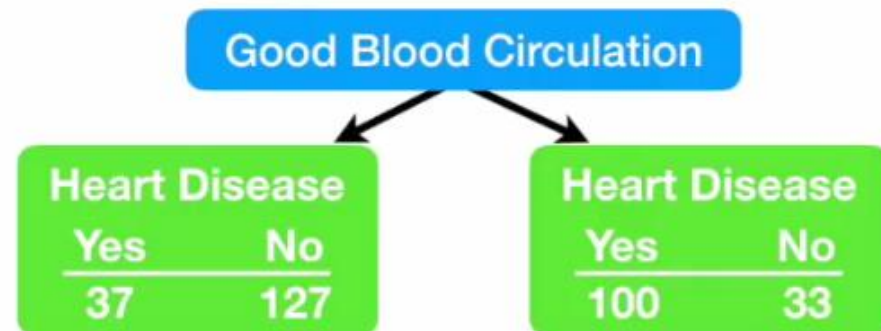 Good Blood Circulation
Heart Disease Heart Disease
Yes No Yes No
37 127 100 33